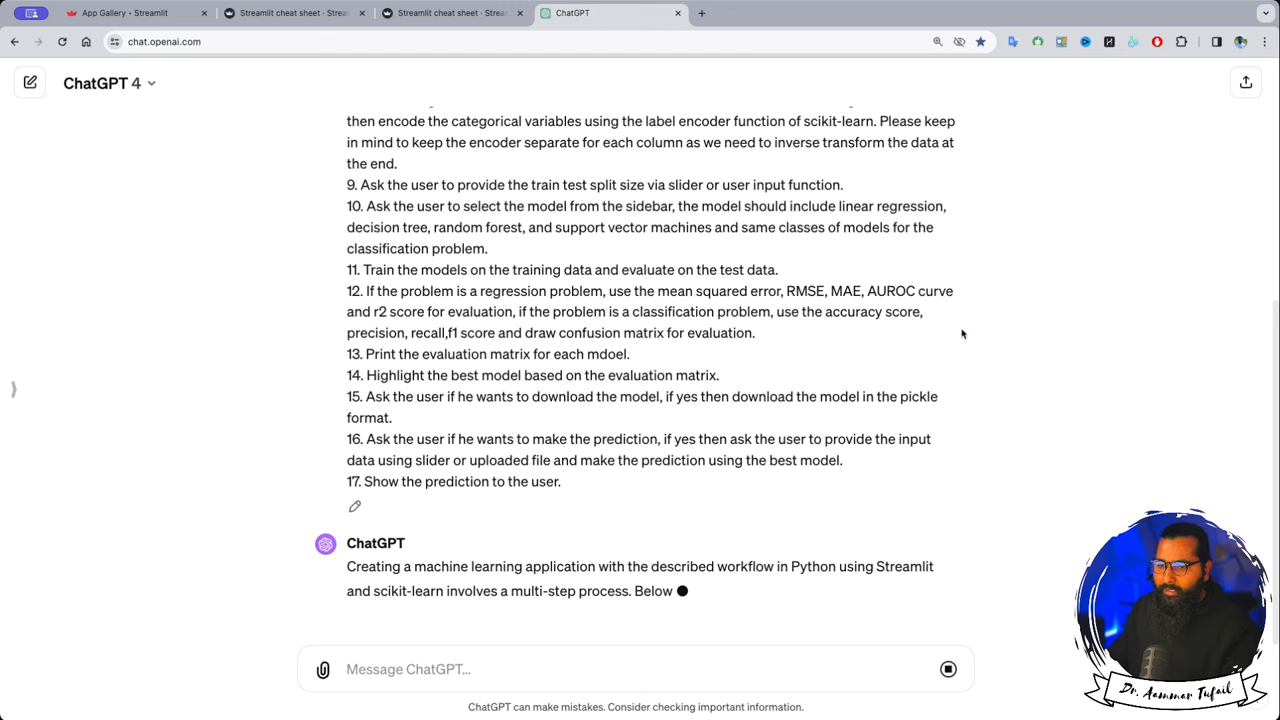 App Gallery • Streamlit
Streamlit cheat sheet · Strea
Streamlit cheat sheet · Strea
ChatGPT
chat.openai.com
ChatGPT 4
then encode the categorical variables using the label encoder function of scikit-learn. Please keep
in mind to keep the encoder separate for each column as we need to inverse transform the data at
the end.
9. Ask the user to provide the train test split size via slider or user input function.
10. Ask the user to select the model from the sidebar, the model should include linear regression,
decision tree, random forest, and support vector machines and same classes of models for the
classification problem.
11. Train the models on the training data and evaluate on the test data.
12. If the problem is a regression problem, use the mean squared error, RMSE, MAE, AUROC curve
and r2 score for evaluation, if the problem is a classification problem, use the accuracy score,
precision, recall,f1 score and draw confusion matrix for evaluation.
13. Print the evaluation matrix for each mdoel.
14. Highlight the best model based on the evaluation matrix.
15. Ask the user if he wants to download the model, if yes then download the model in the pickle
format.
16. Ask the user if he wants to make the prediction, if yes then ask the user to provide the input
data using slider or uploaded file and make the prediction using the best model.
17. Show the prediction to the user.
ChatGPT
Creating a machine learning application with the described workflow in Python using Streamlit
and scikit-learn involves a multi-step process. Below
Message ChatGPT...
ChatGPT can make mistakes. Consider checking important information.
Dr. Aammar Tufail